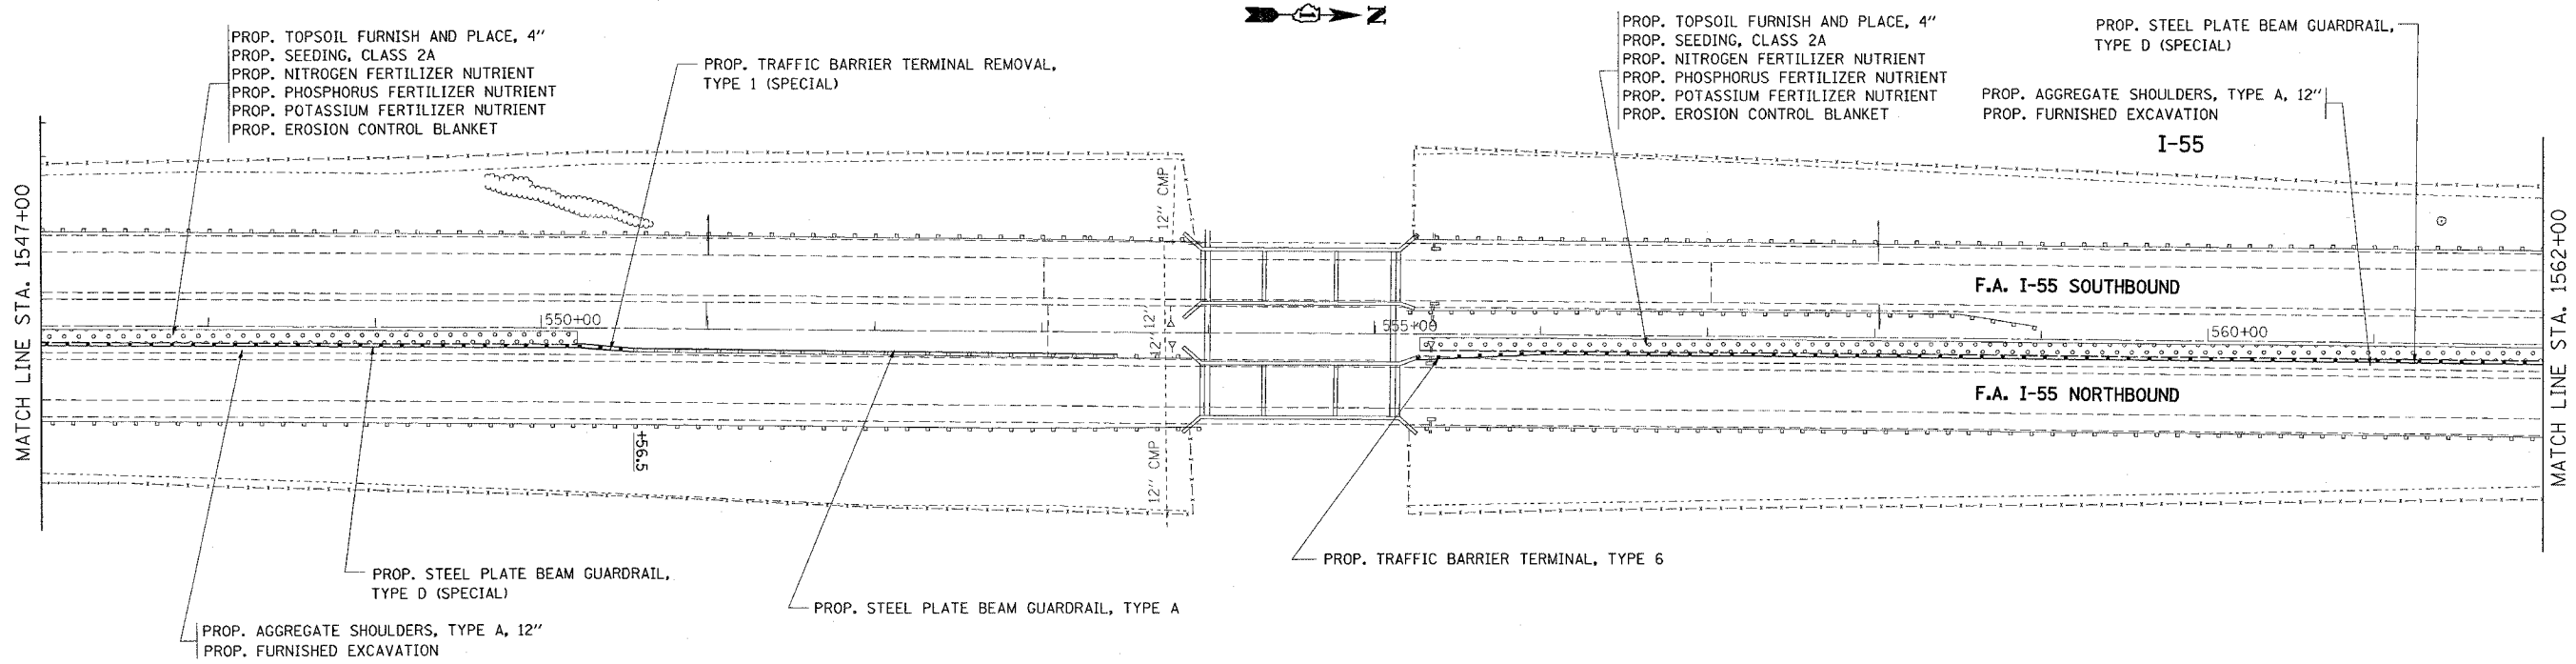 N
PROP. TOPSOIL FURNISH AND PLACE, 4"
PROP. SEEDING, CLASS 2A
PROP. NITROGEN FERTILIZER NUTRIENT
PROP. PHOSPHORUS FERTILIZER NUTRIENT
PROP. POTASSIUM FERTILIZER NUTRIENT
PROP. EROSION CONTROL BLANKET
PROP. TRAFFIC BARRIER TERMINAL REMOVAL,
TYPE 1 (SPECIAL)
PROP. TOPSOIL FURNISH AND PLACE, 4"
PROP. SEEDING, CLASS 2A
PROP. NITROGEN FERTILIZER NUTRIENT
PROP. PHOSPHORUS FERTILIZER NUTRIENT
PROP. POTASSIUM FERTILIZER NUTRIENT
PROP. EROSION CONTROL BLANKET
PROP. STEEL PLATE BEAM GUARDRAIL,
TYPE D (SPECIAL)
PROP. AGGREGATE SHOULDERS, TYPE A, 12"
PROP. FURNISHED EXCAVATION
I-55
MATCH LINE STA. 1547+00
12" CMP
F.A. I-55 SOUTHBOUND
550+00
12'
12'
555+00
560+00
F.A. I-55 NORTHBOUND
+56.5
12" CMP
MATCH LINE STA. 1562+00
PROP. TRAFFIC BARRIER TERMINAL, TYPE 6
PROP. STEEL PLATE BEAM GUARDRAIL,
TYPE D (SPECIAL)
PROP. STEEL PLATE BEAM GUARDRAIL, TYPE A
PROP. AGGREGATE SHOULDERS, TYPE A, 12"
PROP. FURNISHED EXCAVATION